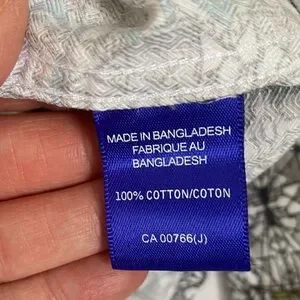 MADE IN BANGLADESH
FABRIQUE AU
BANGLADESH
100% COTTON/COTON
CA 00766(J)